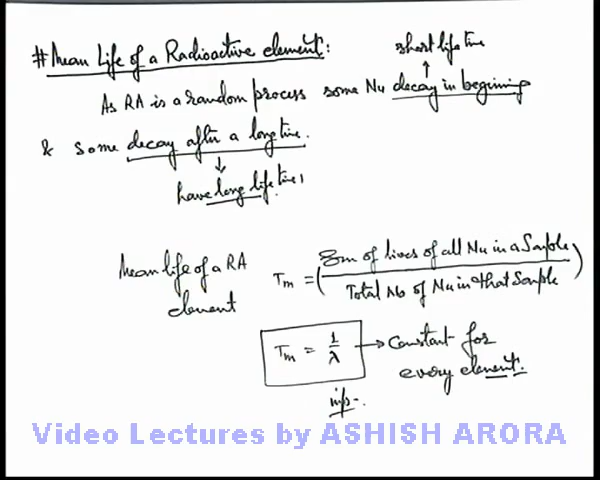 # Mean Life of a Radioactive element:
short life time
As RA is a random process some Nu decay in beginning
& some decay after a long time.
have long life time,
Mean life of a RA element
Tm = (Sum of lives of all Nu in a Sample / Total No of Nu in that Sample)
Tm = 1/λ → Constant for
every element.
imp.
Video Lectures by ASHISH ARORA